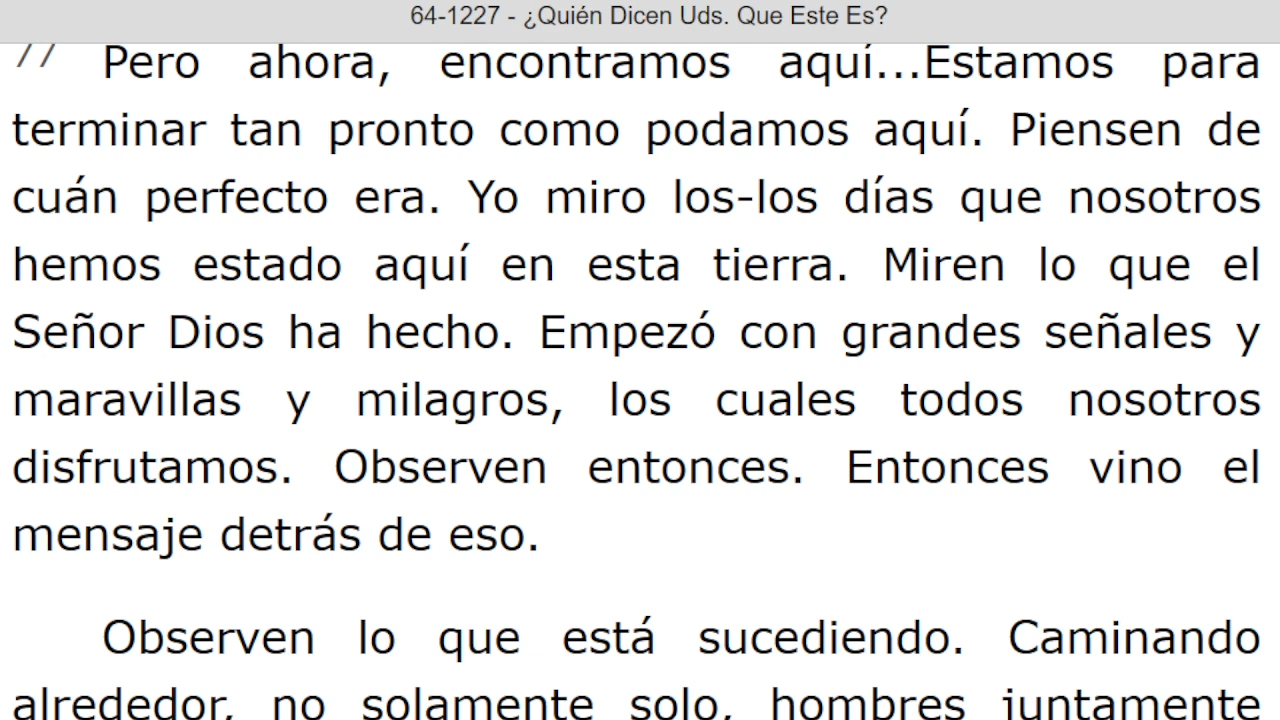 64-1227 - ¿Quién Dicen Uds. Que Este Es?
77 Pero ahora, encontramos aquí...Estamos para
terminar tan pronto como podamos aquí. Piensen de
cuán perfecto era. Yo miro los-los días que nosotros
hemos estado aquí en esta tierra. Miren lo que el
Señor Dios ha hecho. Empezó con grandes señales y
maravillas y milagros, los cuales todos nosotros
disfrutamos. Observen entonces. Entonces vino el
mensaje detrás de eso.
Observen lo que está sucediendo. Caminando
alrededor, no solamente solo, hombres juntamente